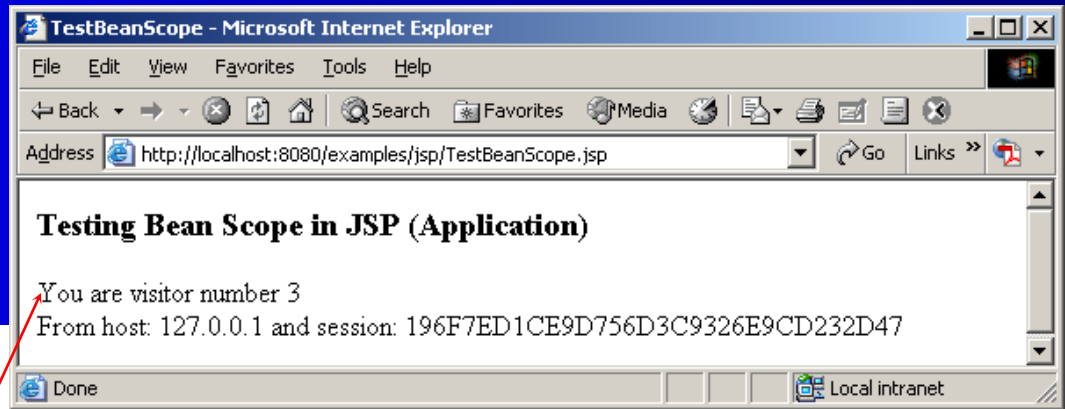 TestBeanScope - Microsoft Internet Explorer
File Edit View Favorites Tools Help
Back Search Favorites Media
Address http://localhost:8080/examples/jsp/TestBeanScope.jsp Go Links »
Testing Bean Scope in JSP (Application)
You are visitor number 3
From host: 127.0.0.1 and session: 196F7ED1CE9D756D3C9326E9CD232D47
Done Local intranet